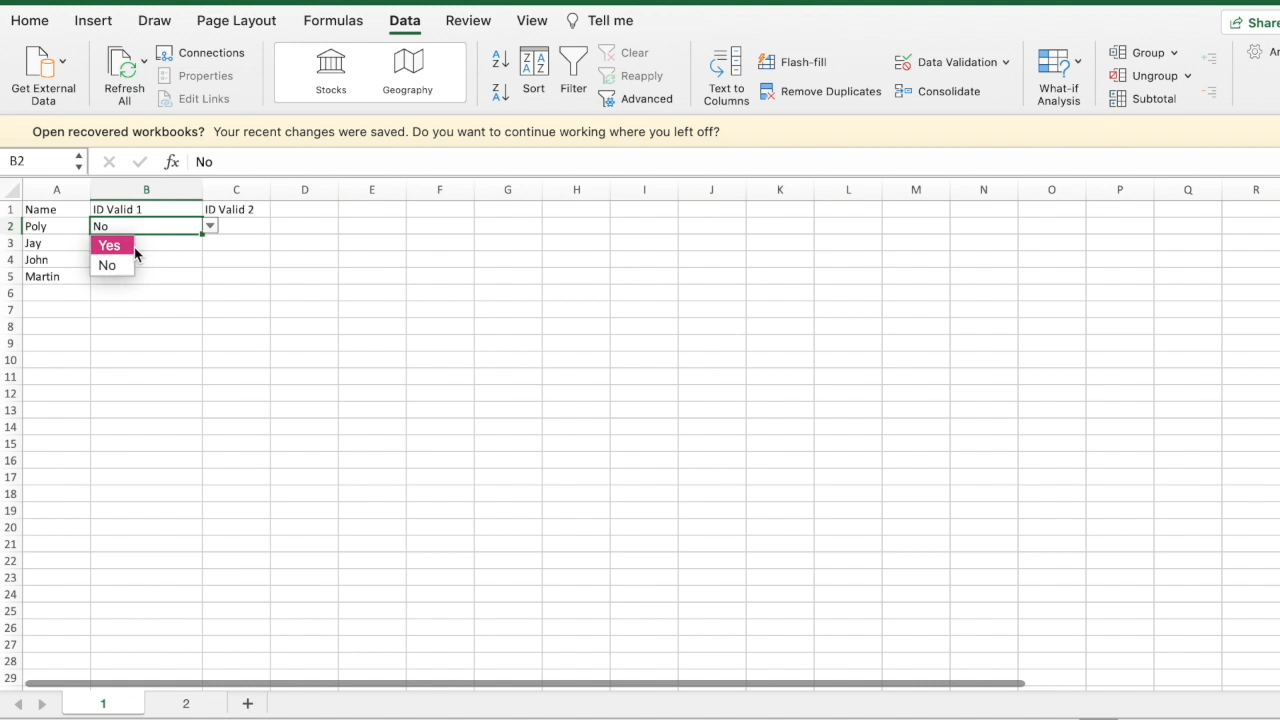 Home Insert Draw Page Layout Formulas Data Review View Tell me Share
Get External Data
Refresh All
Connections
Properties
Edit Links
Stocks
Geography
Sort
Filter
Clear
Reapply
Advanced
Text to Columns
Flash-fill
Remove Duplicates
Data Validation
Consolidate
What-if Analysis
Group
Ungroup
Subtotal
Open recovered workbooks? Your recent changes were saved. Do you want to continue working where you left off?
B2 fx No
A B C D E F G H I J K L M N O P Q R
1 Name ID Valid 1 ID Valid 2
2 Poly No
3 Jay Yes
4 John No
5 Martin
6
7
8
9
10
11
12
13
14
15
16
17
18
19
20
21
22
23
24
25
26
27
28
29
1 2 +